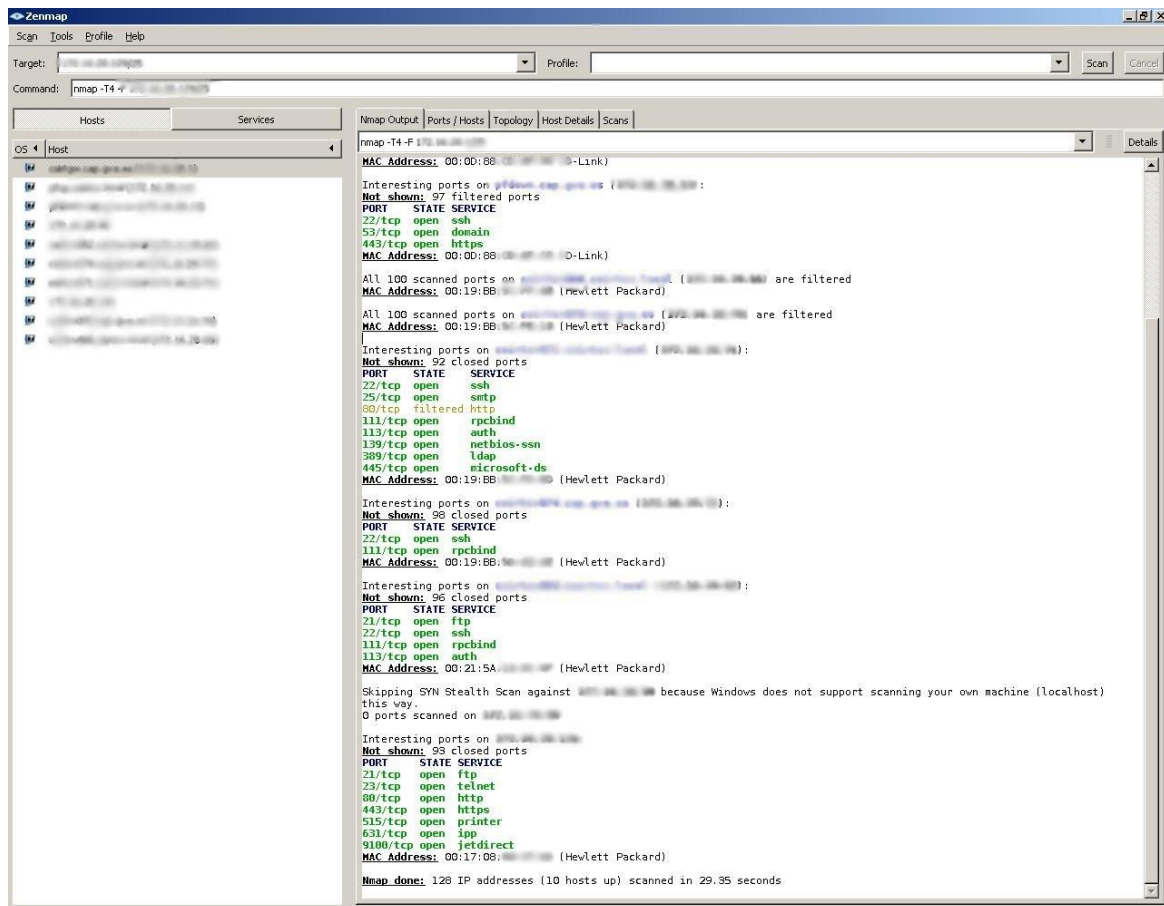 Zenmap
Scan Tools Profile Help
Target: Profile: Scan Cancel
Command: nmap -T4 -F
Hosts Services
Nmap Output Ports / Hosts Topology Host Details Scans
OS Host
nmap -T4 -F Details
MAC Address: 00:0D:88: D-Link)
Interesting ports on :
Not shown: 97 filtered ports
PORT STATE SERVICE
22/tcp open ssh
53/tcp open domain
443/tcp open https
MAC Address: 00:0D:88: D-Link)
All 100 scanned ports on ( ) are filtered
MAC Address: 00:19:BB: (Hewlett Packard)
All 100 scanned ports on ( are filtered
MAC Address: 00:19:BB: (Hewlett Packard)
Interesting ports on ( ):
Not shown: 92 closed ports
PORT STATE SERVICE
22/tcp open ssh
25/tcp open smtp
80/tcp filtered http
111/tcp open rpcbind
113/tcp open auth
139/tcp open netbios-ssn
389/tcp open ldap
445/tcp open microsoft-ds
MAC Address: 00:19:BB: (Hewlett Packard)
Interesting ports on ( ):
Not shown: 98 closed ports
PORT STATE SERVICE
22/tcp open ssh
111/tcp open rpcbind
MAC Address: 00:19:BB: (Hewlett Packard)
Interesting ports on ):
Not shown: 96 closed ports
PORT STATE SERVICE
21/tcp open ftp
22/tcp open ssh
111/tcp open rpcbind
113/tcp open auth
MAC Address: 00:21:5A (Hewlett Packard)
Skipping SYN Stealth Scan against because Windows does not support scanning your own machine (localhost)
this way.
0 ports scanned on
Interesting ports on
Not shown: 93 closed ports
PORT STATE SERVICE
21/tcp open ftp
23/tcp open telnet
80/tcp open http
443/tcp open https
515/tcp open printer
631/tcp open ipp
9100/tcp open jetdirect
MAC Address: 00:17:08: (Hewlett Packard)
Nmap done: 128 IP addresses (10 hosts up) scanned in 29.35 seconds